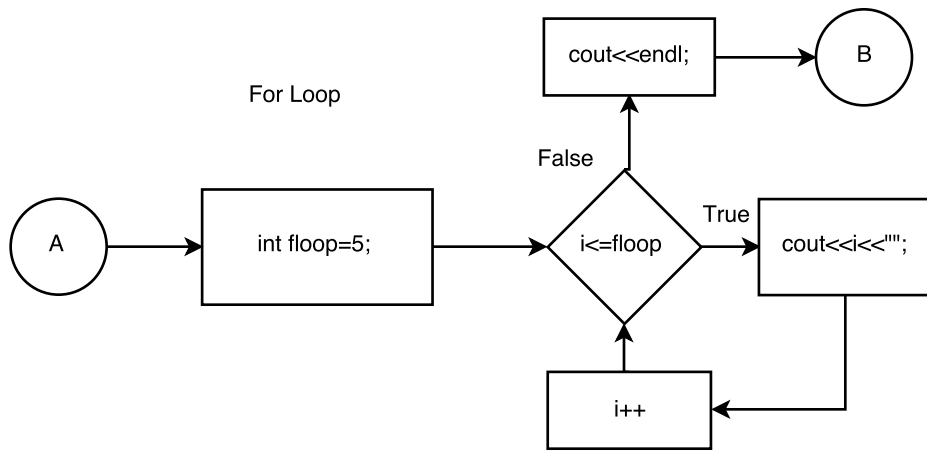 For Loop
A
int floop=5;
i<=floop
False
cout<<endl;
B
True
cout<<i<<"";
i++